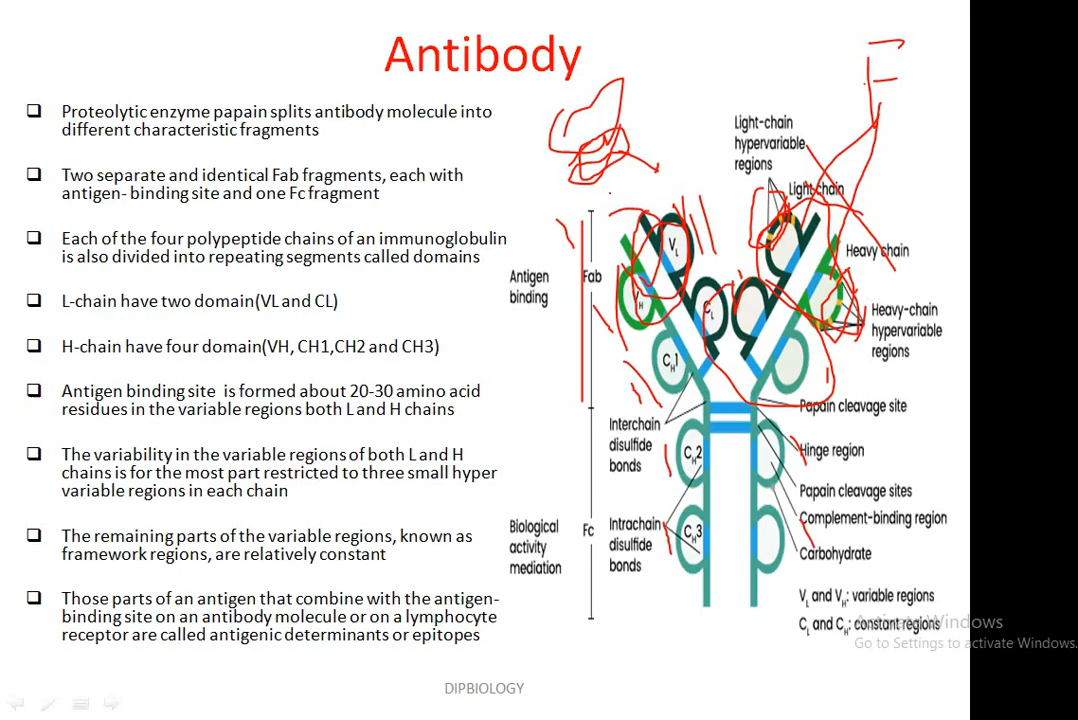 Antibody
Proteolytic enzyme papain splits antibody molecule into
different characteristic fragments
Two separate and identical Fab fragments, each with
antigen- binding site and one Fc fragment
Each of the four polypeptide chains of an immunoglobulin
is also divided into repeating segments called domains
L-chain have two domain(VL and CL)
H-chain have four domain(VH, CH1,CH2 and CH3)
Antigen binding site is formed about 20-30 amino acid
residues in the variable regions both L and H chains
The variability in the variable regions of both L and H
chains is for the most part restricted to three small hyper
variable regions in each chain
The remaining parts of the variable regions, known as
framework regions, are relatively constant
Those parts of an antigen that combine with the antigen-
binding site on an antibody molecule or on a lymphocyte
receptor are called antigenic determinants or epitopes
Light-chain
hypervariable
regions
Light chain
Heavy chain
Heavy-chain
hypervariable
regions
Antigen
binding
Fab
VL
VH
CL
CH1
Papain cleavage site
Interchain
disulfide
bonds
Hinge region
CH2
Papain cleavage sites
Complement-binding region
Biological
activity
mediation
Fc
Intrachain
disulfide
bonds
CH3
Carbohydrate
VL and VH: variable regions
CL and CH: constant regions
Activate Windows
Go to Settings to activate Windows.
DIPBIOLOGY